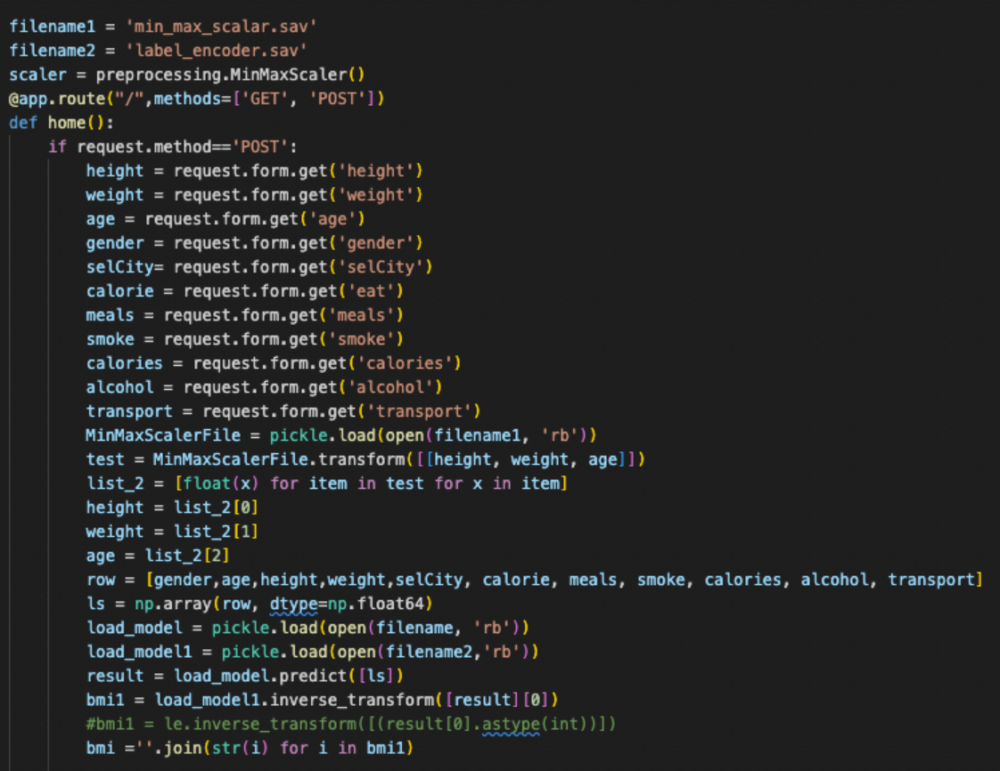 filename1 = 'min_max_scalar.sav'
filename2 = 'label_encoder.sav'
scaler = preprocessing.MinMaxScaler()
@app.route("/",methods=['GET', 'POST'])
def home():
    if request.method=='POST':
        height = request.form.get('height')
        weight = request.form.get('weight')
        age = request.form.get('age')
        gender = request.form.get('gender')
        selCity= request.form.get('selCity')
        calorie = request.form.get('eat')
        meals = request.form.get('meals')
        smoke = request.form.get('smoke')
        calories = request.form.get('calories')
        alcohol = request.form.get('alcohol')
        transport = request.form.get('transport')
        MinMaxScalerFile = pickle.load(open(filename1, 'rb'))
        test = MinMaxScalerFile.transform([[height, weight, age]])
        list_2 = [float(x) for item in test for x in item]
        height = list_2[0]
        weight = list_2[1]
        age = list_2[2]
        row = [gender,age,height,weight,selCity, calorie, meals, smoke, calories, alcohol, transport]
        ls = np.array(row, dtype=np.float64)
        load_model = pickle.load(open(filename, 'rb'))
        load_model1 = pickle.load(open(filename2,'rb'))
        result = load_model.predict([ls])
        bmi1 = load_model1.inverse_transform([result][0])
        #bmi1 = le.inverse_transform([(result[0].astype(int))])
        bmi =''.join(str(i) for i in bmi1)